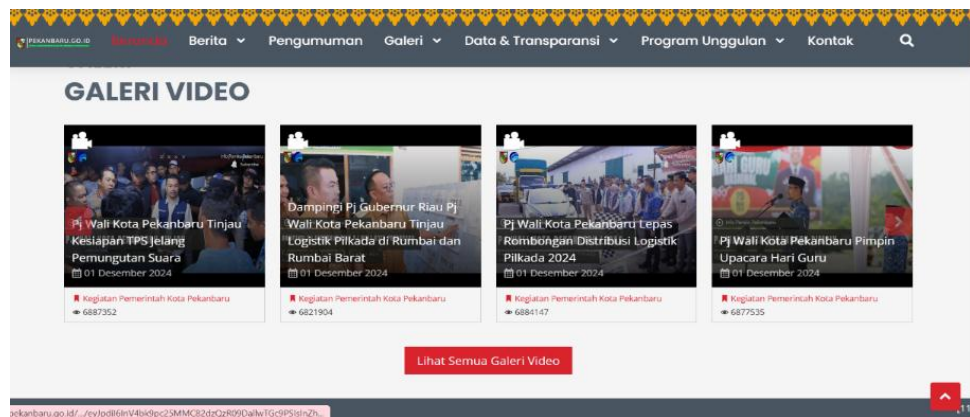 PEKANBARU.GO.ID
Beranda
Berita
Pengumuman
Galeri
Data & Transparansi
Program Unggulan
Kontak
GALERI VIDEO
Pj Wali Kota Pekanbaru Tinjau
Kesiapan TPS Jelang
Pemungutan Suara
01 Desember 2024
Kegiatan Pemerintah Kota Pekanbaru
6887352
Dampingi Pj Gubernur Riau Pj
Wali Kota Pekanbaru Tinjau
Logistik Pilkada di Rumbai dan
Rumbai Barat
01 Desember 2024
Kegiatan Pemerintah Kota Pekanbaru
6821904
Pj Wali Kota Pekanbaru Lepas
Rombongan Distribusi Logistik
Pilkada 2024
01 Desember 2024
Kegiatan Pemerintah Kota Pekanbaru
6884147
Pj Wali Kota Pekanbaru Pimpin
Upacara Hari Guru
01 Desember 2024
Kegiatan Pemerintah Kota Pekanbaru
6877535
Lihat Semua Galeri Video